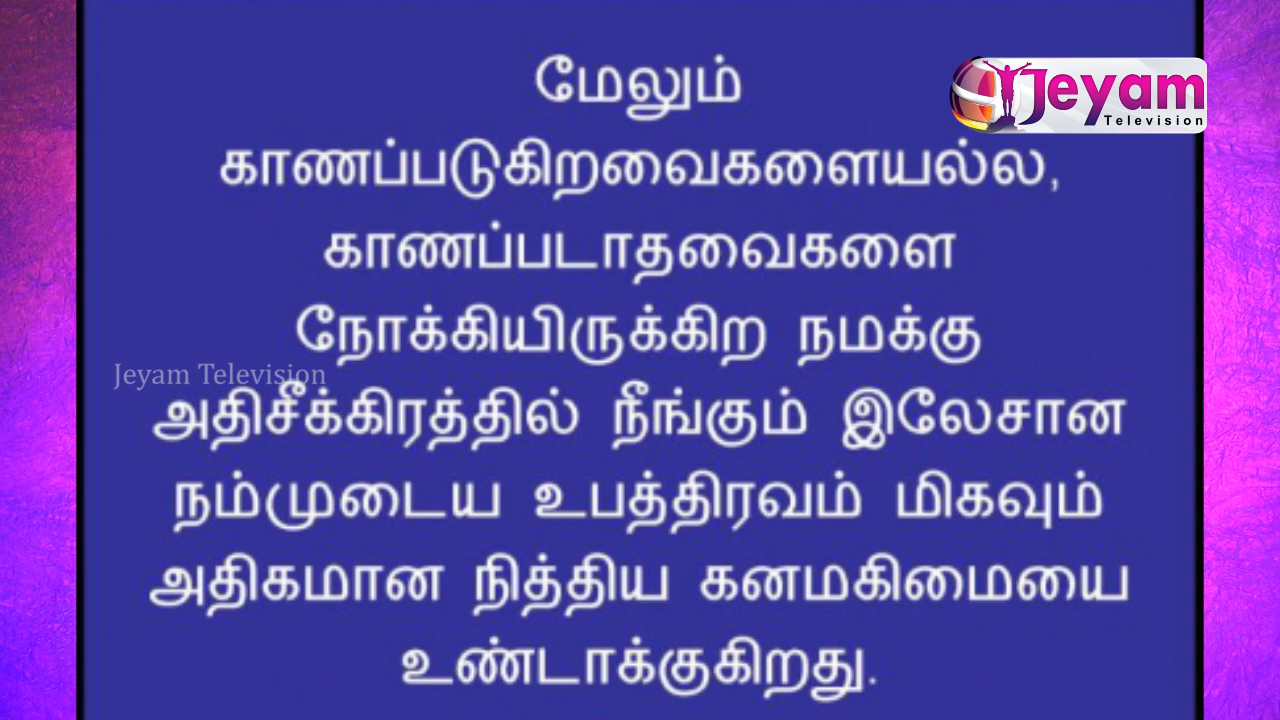 மேலும்
Jeyam
Television
காணப்படுகிறவைகளையல்ல,
காணப்படாதவைகளை
நோக்கியிருக்கிற நமக்கு
Jeyam Television
அதிசீக்கிரத்தில் நீங்கும் இலேசான
நம்முடைய உபத்திரவம் மிகவும்
அதிகமான நித்திய கனமகிமையை
உண்டாக்குகிறது.